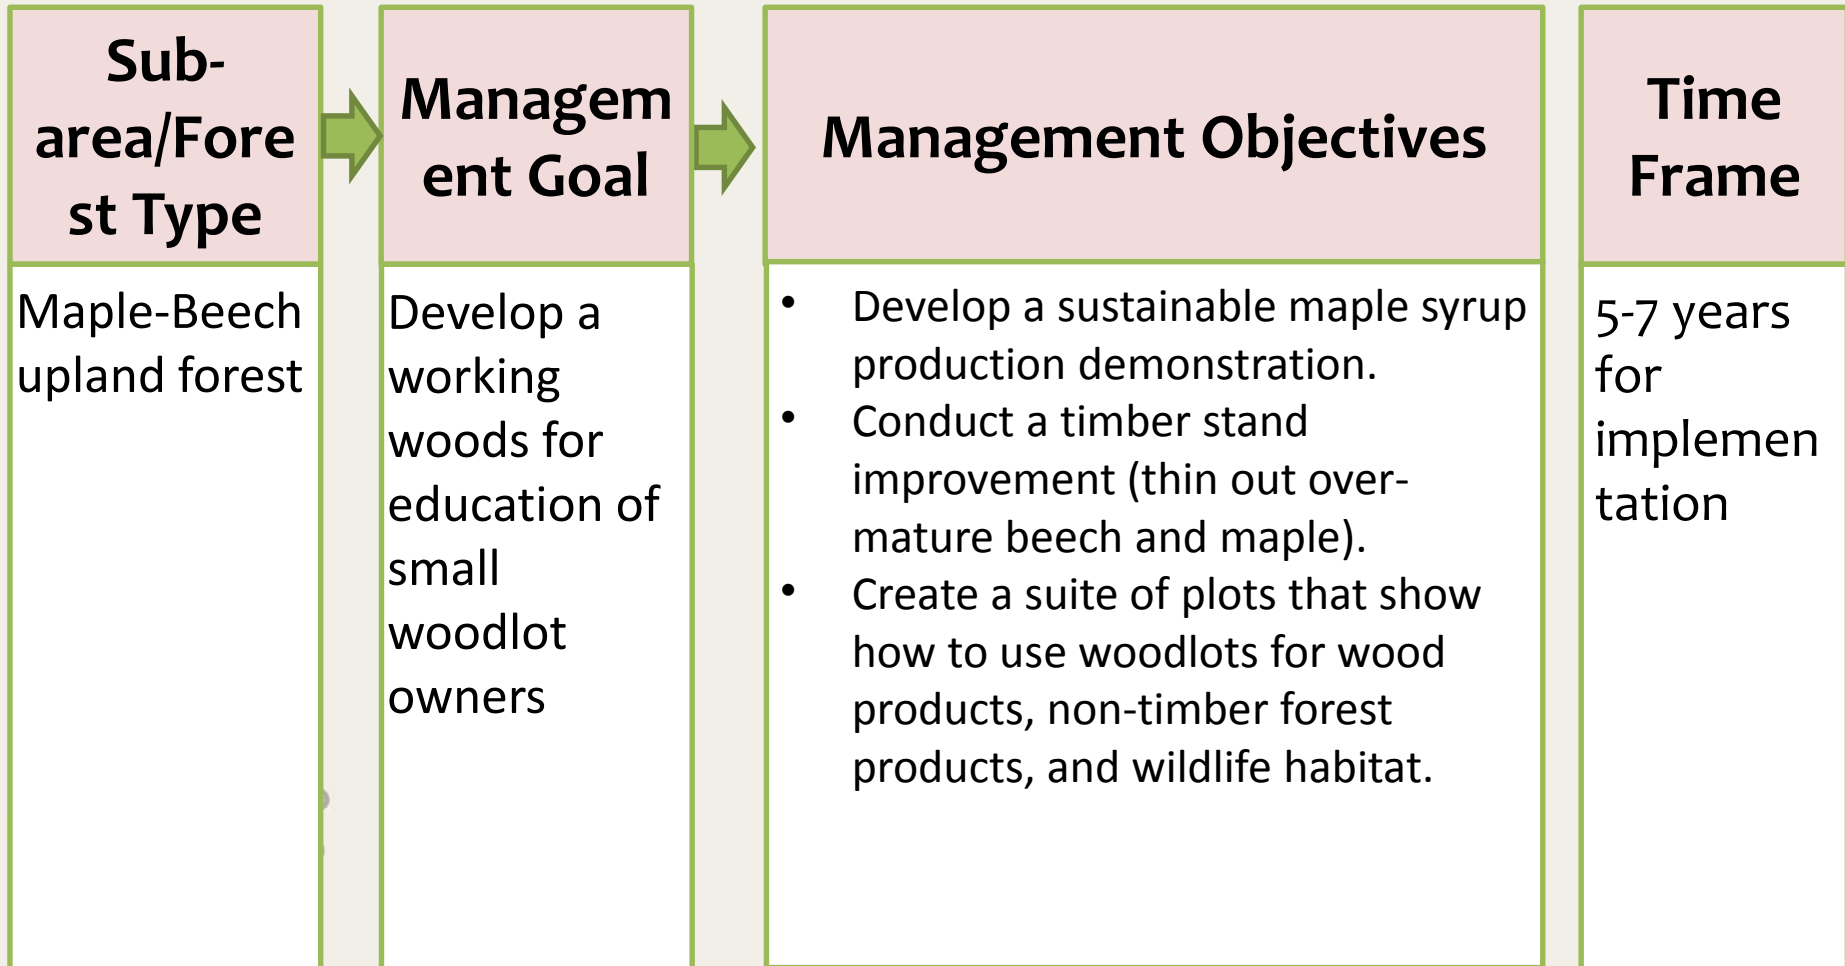 Sub-
area/Fore
st Type
Managem
ent Goal
Management Objectives
Time
Frame
Maple-Beech
upland forest
Develop a
working
woods for
education of
small
woodlot
owners
• Develop a sustainable maple syrup
production demonstration.
• Conduct a timber stand
improvement (thin out over-
mature beech and maple).
• Create a suite of plots that show
how to use woodlots for wood
products, non-timber forest
products, and wildlife habitat.
5-7 years
for
implemen
tation